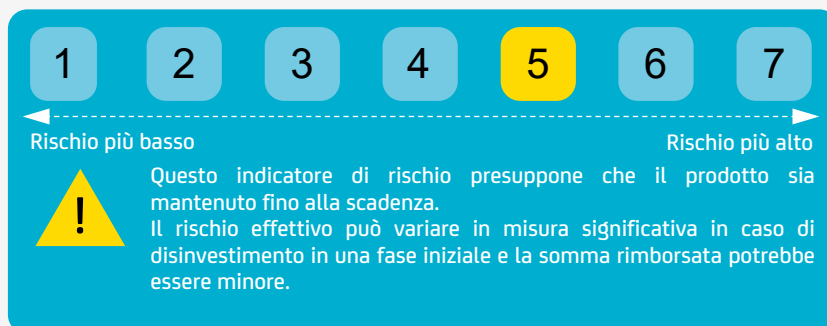 1 2 3 4 5 6 7
Rischio più basso Rischio più alto
!
Questo indicatore di rischio presuppone che il prodotto sia
mantenuto fino alla scadenza.
Il rischio effettivo può variare in misura significativa in caso di
disinvestimento in una fase iniziale e la somma rimborsata potrebbe
essere minore.